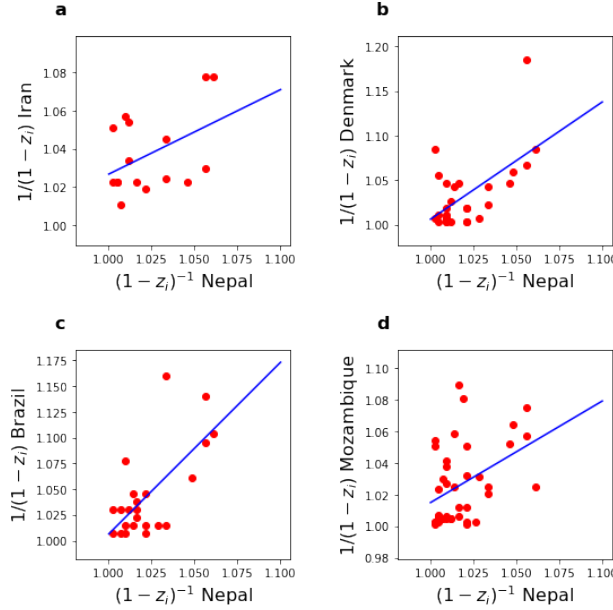 a
1.08
1.06
1.04
1.02
1.00
1/(1 − z_i) Iran
1.000 1.025 1.050 1.075 1.100
(1 − z_i)⁻¹ Nepal
b
1.20
1.15
1.10
1.05
1.00
1/(1 − z_i) Denmark
1.000 1.025 1.050 1.075 1.100
(1 − z_i)⁻¹ Nepal
c
1.175
1.150
1.125
1.100
1.075
1.050
1.025
1.000
1/(1 − z_i) Brazil
1.000 1.025 1.050 1.075 1.100
(1 − z_i)⁻¹ Nepal
d
1.10
1.08
1.06
1.04
1.02
1.00
0.98
1/(1 − z_i) Mozambique
1.000 1.025 1.050 1.075 1.100
(1 − z_i)⁻¹ Nepal